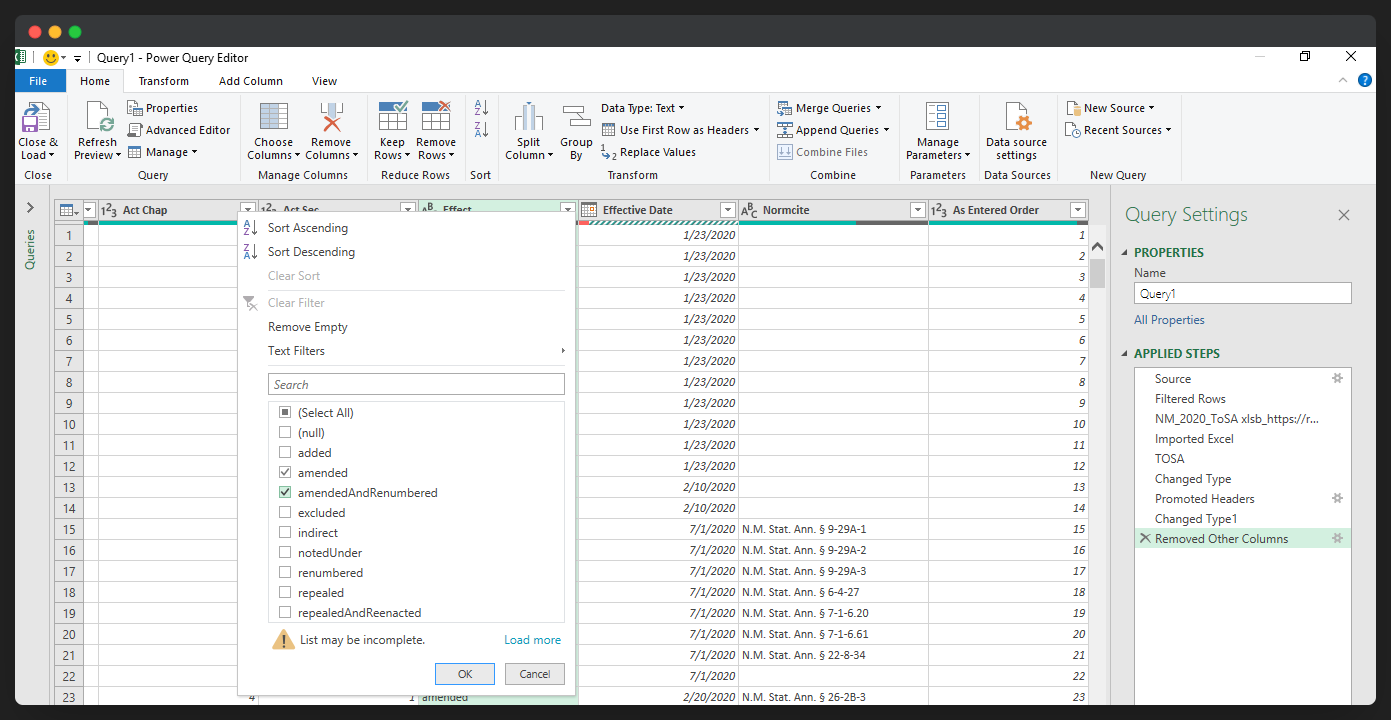 Query1 - Power Query Editor
File Home Transform Add Column View
Close & Load
Close
Refresh Preview
Properties
Advanced Editor
Manage
Query
Choose Columns
Remove Columns
Manage Columns
Keep Rows
Remove Rows
Reduce Rows
Sort
Split Column
Group By
Data Type: Text
Use First Row as Headers
Replace Values
Transform
Merge Queries
Append Queries
Combine Files
Combine
Manage Parameters
Parameters
Data source settings
Data Sources
New Source
Recent Sources
New Query
Queries
Act Chap Act Sec Effect Effective Date Normcite As Entered Order
1 1/23/2020 1
2 1/23/2020 2
3 1/23/2020 3
4 1/23/2020 4
5 1/23/2020 5
6 1/23/2020 6
7 1/23/2020 7
8 1/23/2020 8
9 1/23/2020 9
10 1/23/2020 10
11 1/23/2020 11
12 1/23/2020 12
13 2/10/2020 13
14 2/10/2020 14
15 7/1/2020 N.M. Stat. Ann. § 9-29A-1 15
16 7/1/2020 N.M. Stat. Ann. § 9-29A-2 16
17 7/1/2020 N.M. Stat. Ann. § 9-29A-3 17
18 7/1/2020 N.M. Stat. Ann. § 6-4-27 18
19 7/1/2020 N.M. Stat. Ann. § 7-1-6.20 19
20 7/1/2020 N.M. Stat. Ann. § 7-1-6.61 20
21 7/1/2020 N.M. Stat. Ann. § 22-8-34 21
22 7/1/2020 22
23 4 1 amended 2/20/2020 N.M. Stat. Ann. § 26-2B-3 23
Sort Ascending
Sort Descending
Clear Sort
Clear Filter
Remove Empty
Text Filters
Search
(Select All)
(null)
added
amended
amendedAndRenumbered
excluded
indirect
notedUnder
renumbered
repealed
repealedAndReenacted
List may be incomplete. Load more
OK Cancel
Query Settings
PROPERTIES
Name
Query1
All Properties
APPLIED STEPS
Source
Filtered Rows
NM_2020_ToSA xlsb_https://r...
Imported Excel
TOSA
Changed Type
Promoted Headers
Changed Type1
Removed Other Columns